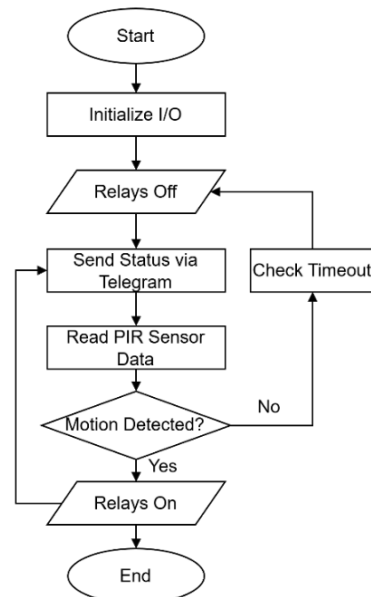 Start
Initialize I/O
Relays Off
Send Status via
Telegram
Check Timeout
Read PIR Sensor
Data
Motion Detected?
No
Yes
Relays On
End